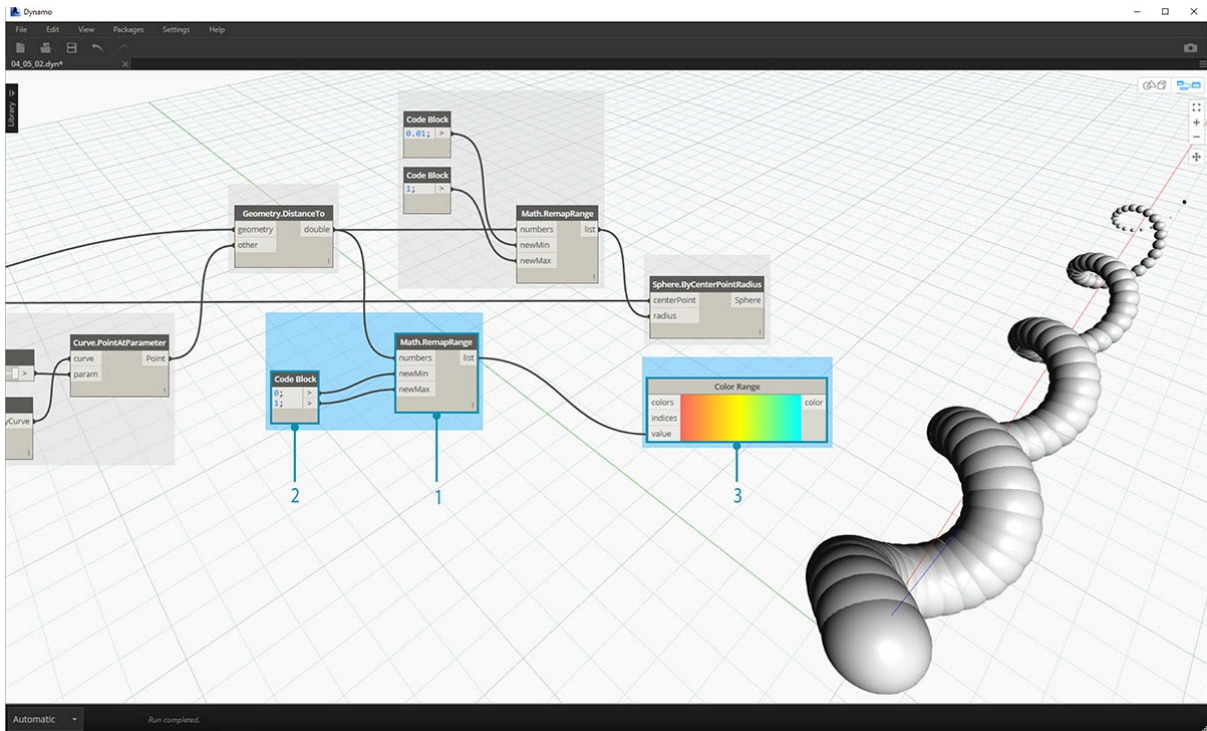 Dynamo
File Edit View Packages Settings Help
04_05_02.dyn*
Library
Code Block
0.01; >
Code Block
1; >
Geometry.DistanceTo
geometry double
other
Math.RemapRange
numbers list
newMin
newMax
Sphere.ByCenterPointRadius
centerPoint Sphere
radius
Curve.PointAtParameter
curve Point
param
>
yCurve
Math.RemapRange
numbers list
newMin
newMax
Code Block
0; >
1; >
Color Range
colors color
indices
value
2
1
3
Automatic
Run completed.